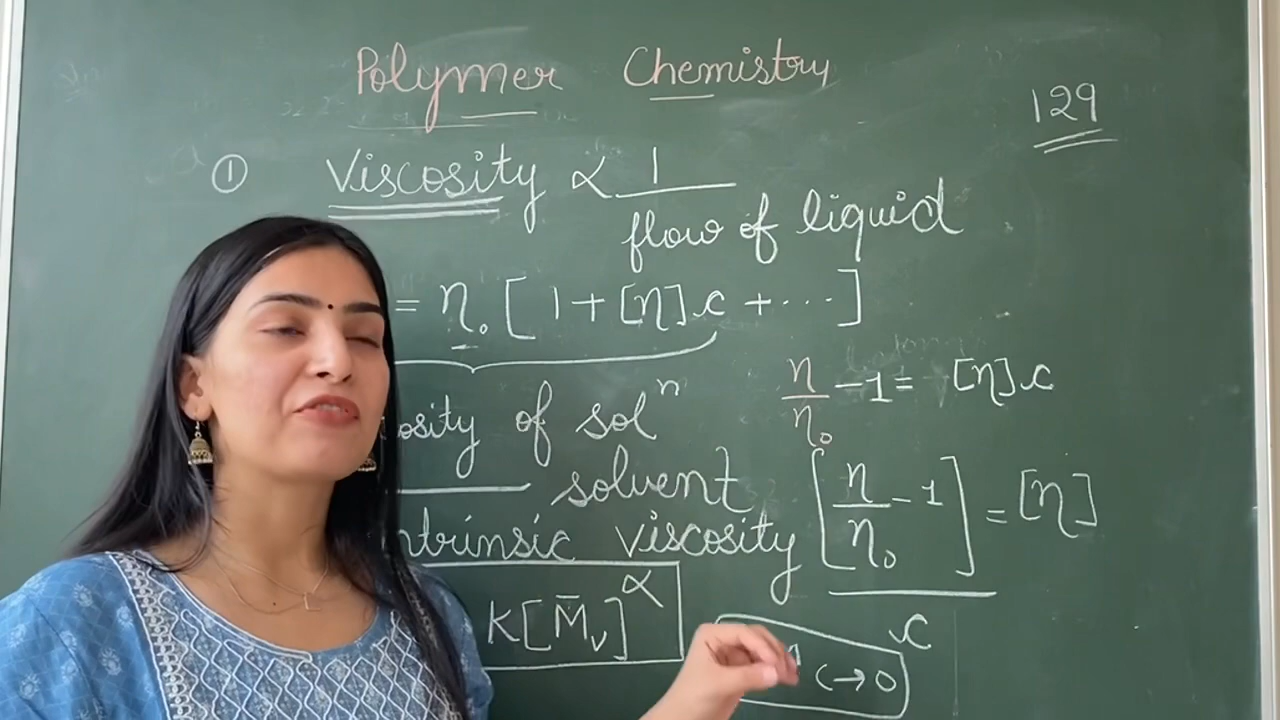 Polymer Chemistry
129
① Viscosity ∝ 1
flow of liquid
= η₀ [1 + [η]c + ...]
η/η₀ - 1 = [η]c
osity of solⁿ
solvent
ntrinsic viscosity
[η/η₀ - 1] = [η]
c
K[M̄ᵥ]^α
c→0